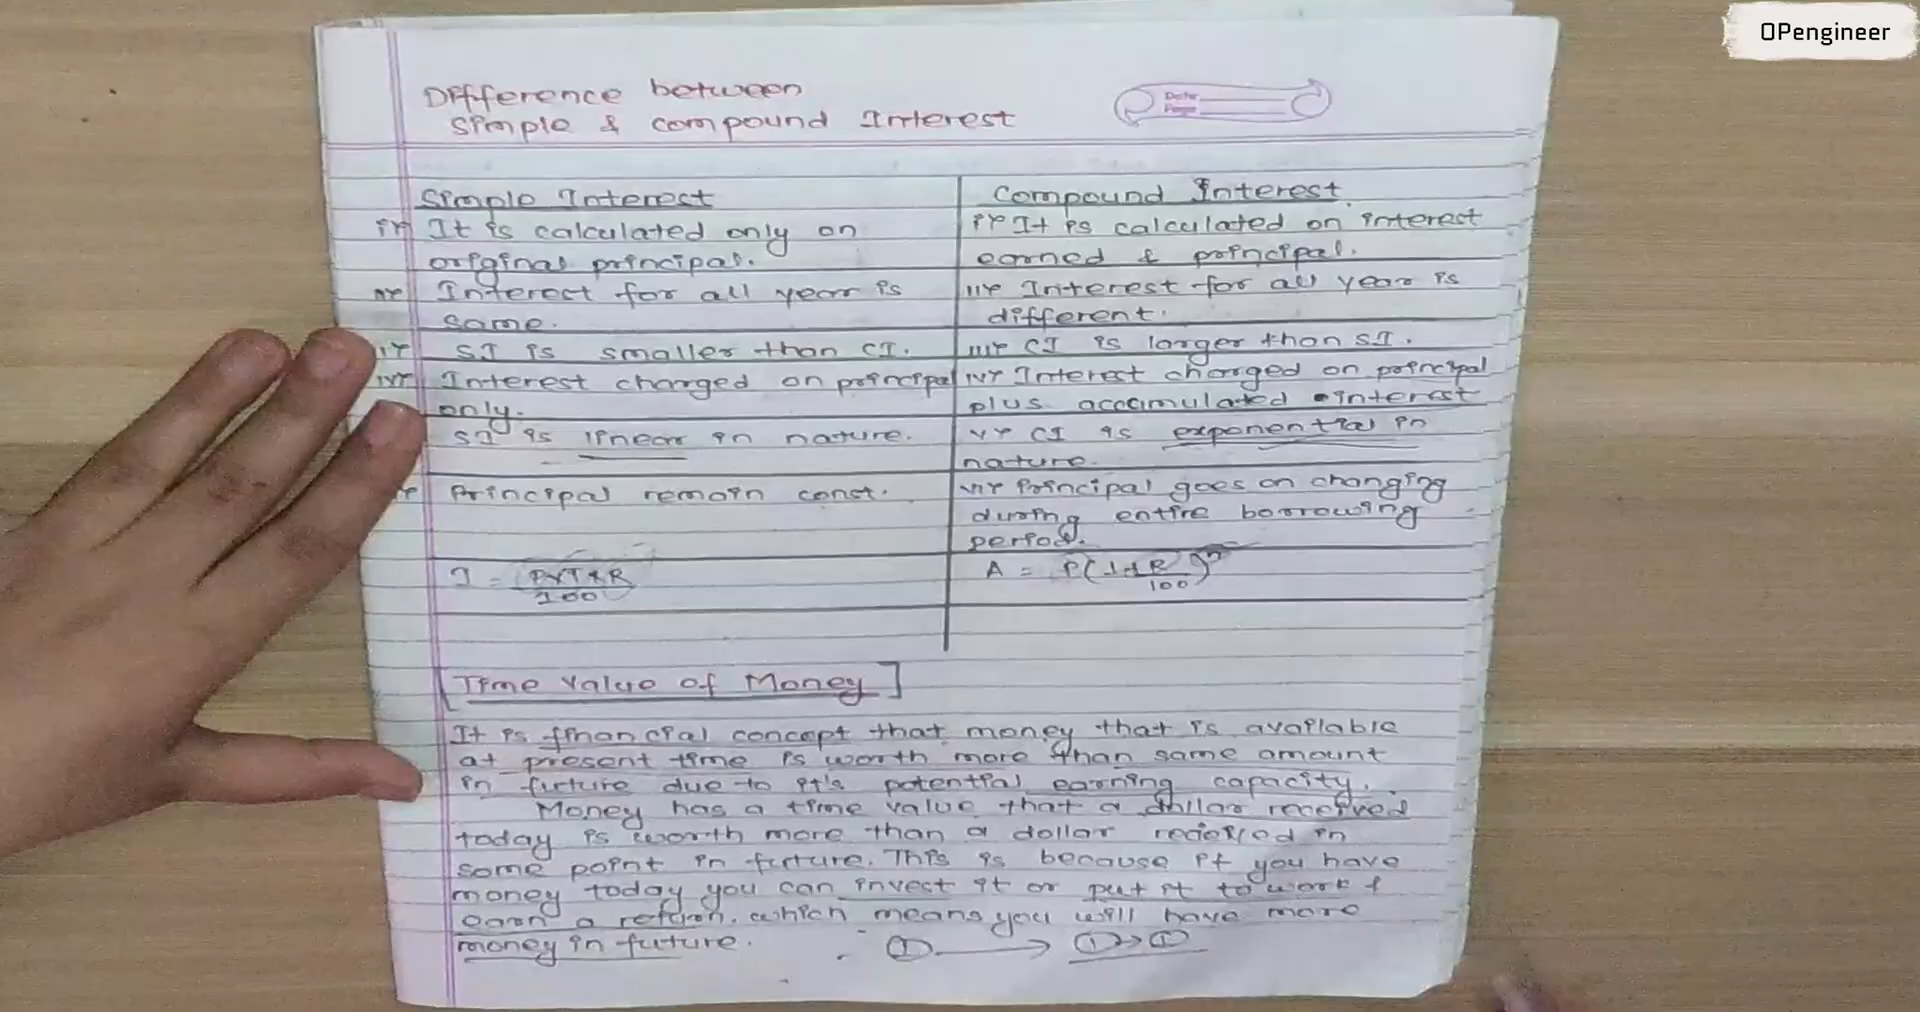 OPengineer
Difference between
Simple & compound Interest
Date
Page
Simple Interest
i) It is calculated only on
original principal.
Interest for all year is
same.
SI is smaller than CI.
iv) Interest charged on principal
only.
SI is linear in nature.
Principal remain const.
I = PxTxR
100
Compound Interest
i) It is calculated on interest
earned & principal.
ii) Interest for all year is
different.
iii) CI is larger than SI.
iv) Interest charged on principal
plus accumulated interest
v) CI is exponential in
nature.
vi) Principal goes on changing
during entire borrowing
period.
A = P(1+R
100)n
[Time Value of Money]
It is financial concept that money that is available
at present time is worth more than same amount
in future due to it's potential earning capacity.
Money has a time value that a dollar received
today is worth more than a dollar recieved in
some point in future. This is because if you have
money today you can invest it or put it to work &
earn a return. which means you will have more
money in future.
1 → 1 → 1